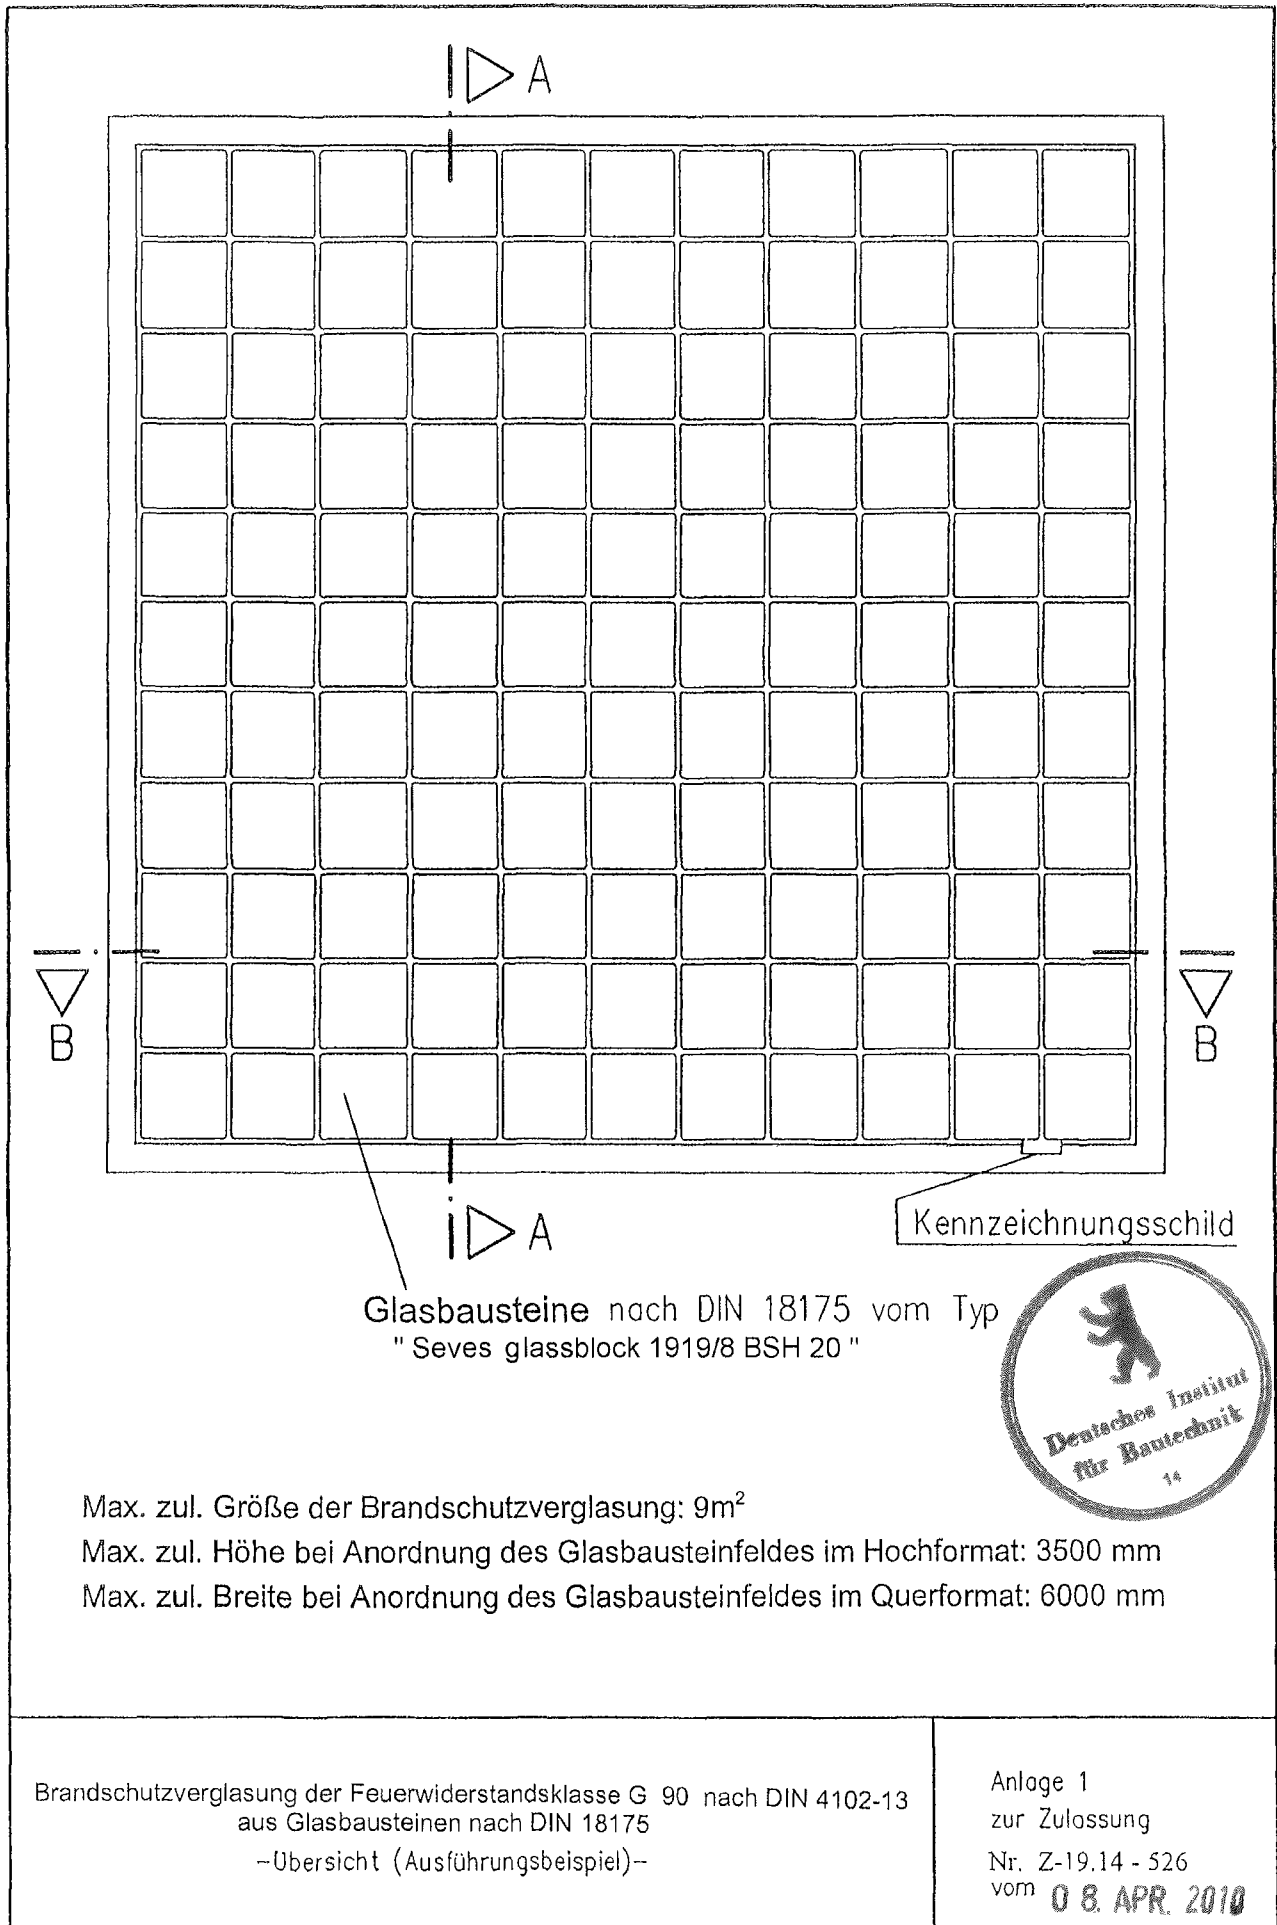 A
B
B
A
Kennzeichnungsschild
Glasbausteine nach DIN 18175 vom Typ
" Seves glassblock 1919/8 BSH 20 "
Deutsches Institut
für Bautechnik
14
Max. zul. Größe der Brandschutzverglasung: 9m²
Max. zul. Höhe bei Anordnung des Glasbausteinfeldes im Hochformat: 3500 mm
Max. zul. Breite bei Anordnung des Glasbausteinfeldes im Querformat: 6000 mm
Brandschutzverglasung der Feuerwiderstandsklasse G 90 nach DIN 4102-13
aus Glasbausteinen nach DIN 18175
-Übersicht (Ausführungsbeispiel)-
Anlage 1
zur Zulassung
Nr. Z-19.14 - 526
vom 08. APR. 2010